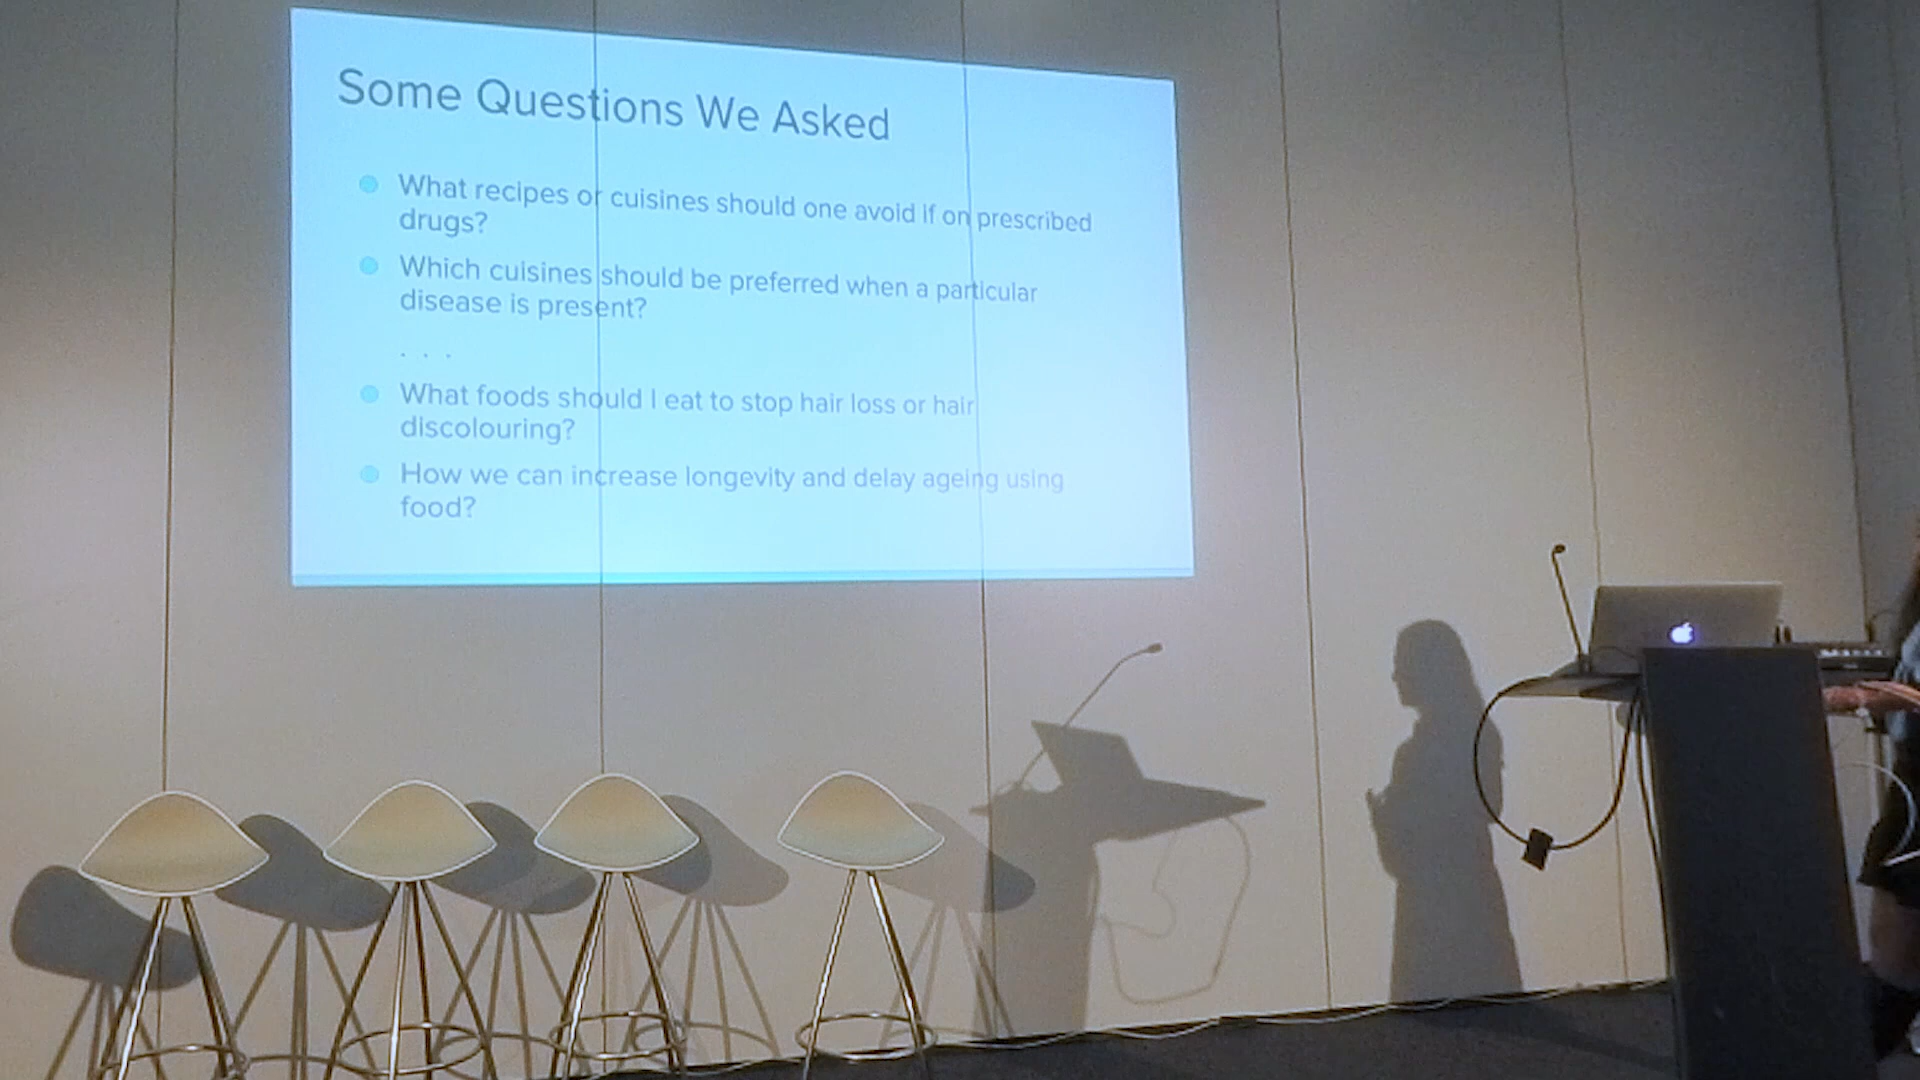 Some Questions We Asked
What recipes or cuisines should one avoid if on prescribed
drugs?
Which cuisines should be preferred when a particular
disease is present?
. . .
What foods should I eat to stop hair loss or hair
discolouring?
How we can increase longevity and delay ageing using
food?